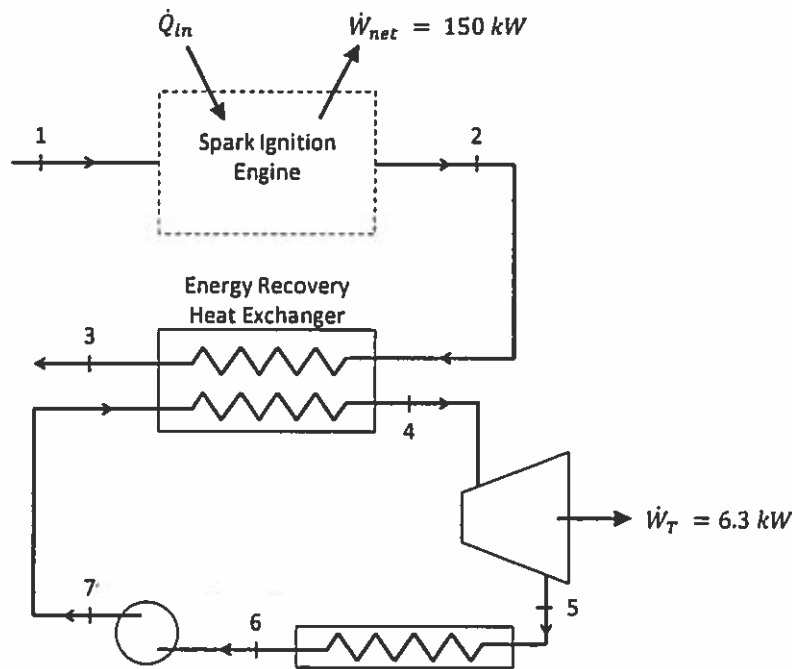 Q̇in
Ẇnet = 150 kW
1
2
Spark Ignition
Engine
Energy Recovery
Heat Exchanger
3
4
ẆT = 6.3 kW
7
6
5